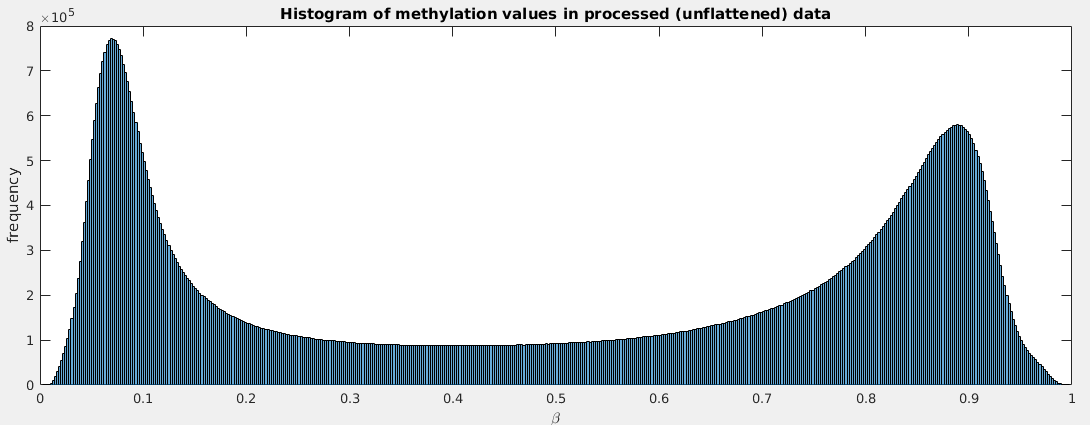 Histogram of methylation values in processed (unflattened) data
×10^5
8
7
6
5
4
3
2
1
0
frequency
0 0.1 0.2 0.3 0.4 0.5 0.6 0.7 0.8 0.9 1
β